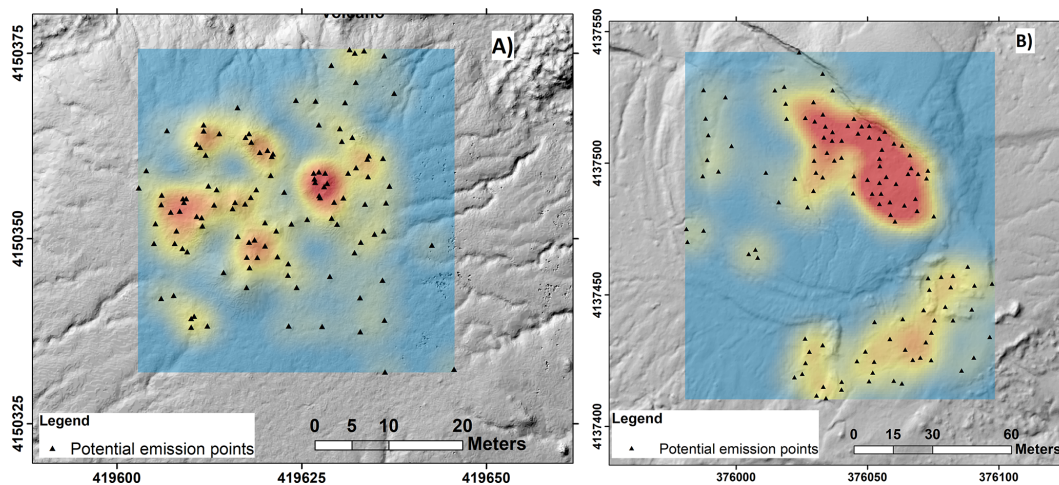 Volcano
A)
4150375
4150350
4150325
Legend
Potential emission points
0 5 10 20
Meters
419600 419625 419650
B)
4137550
4137500
4137450
4137400
Legend
Potential emission points
0 15 30 60
Meters
376000 376050 376100